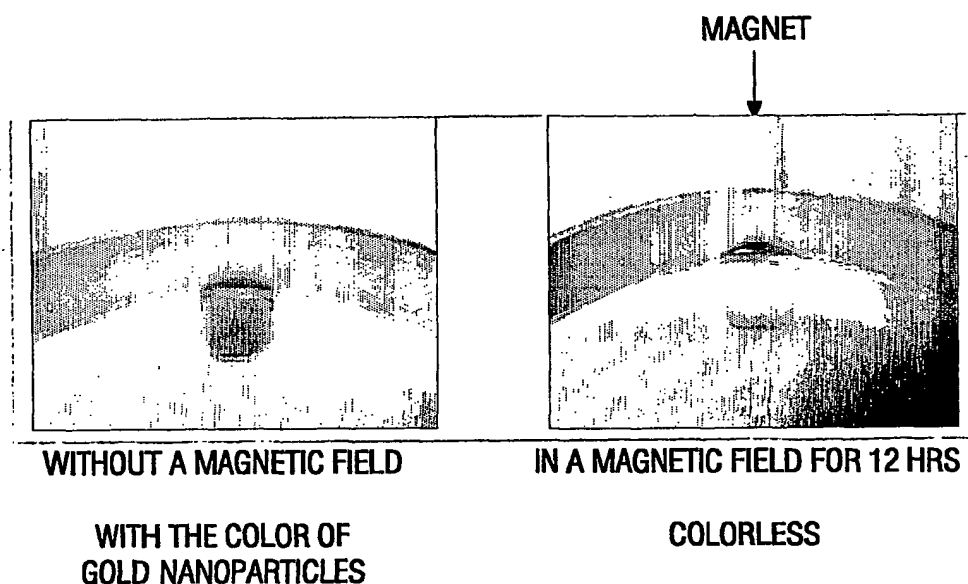 MAGNET
WITHOUT A MAGNETIC FIELD
IN A MAGNETIC FIELD FOR 12 HRS
WITH THE COLOR OF
GOLD NANOPARTICLES
COLORLESS